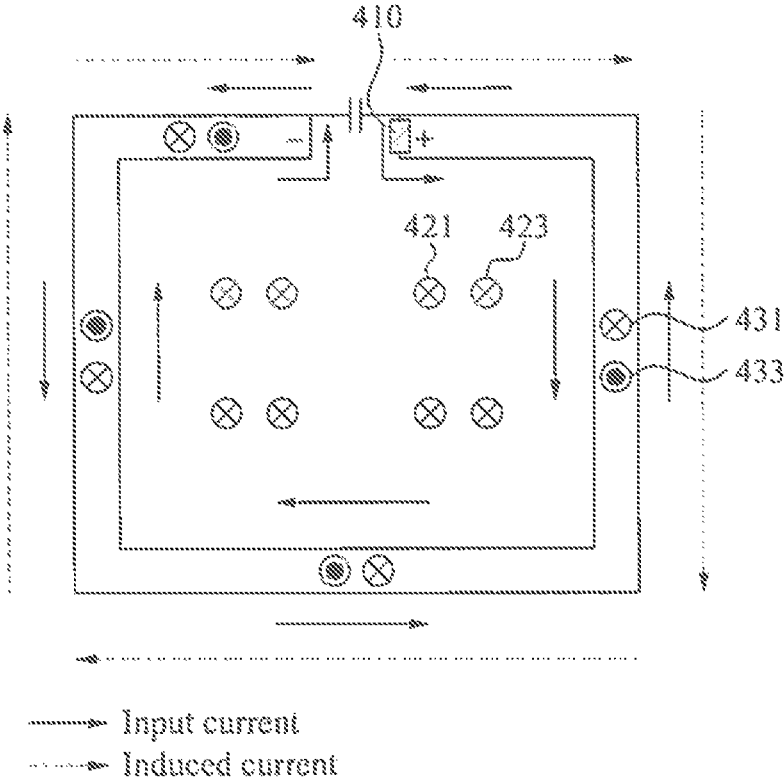 410
− +
421 423
431
433
Input current
Induced current